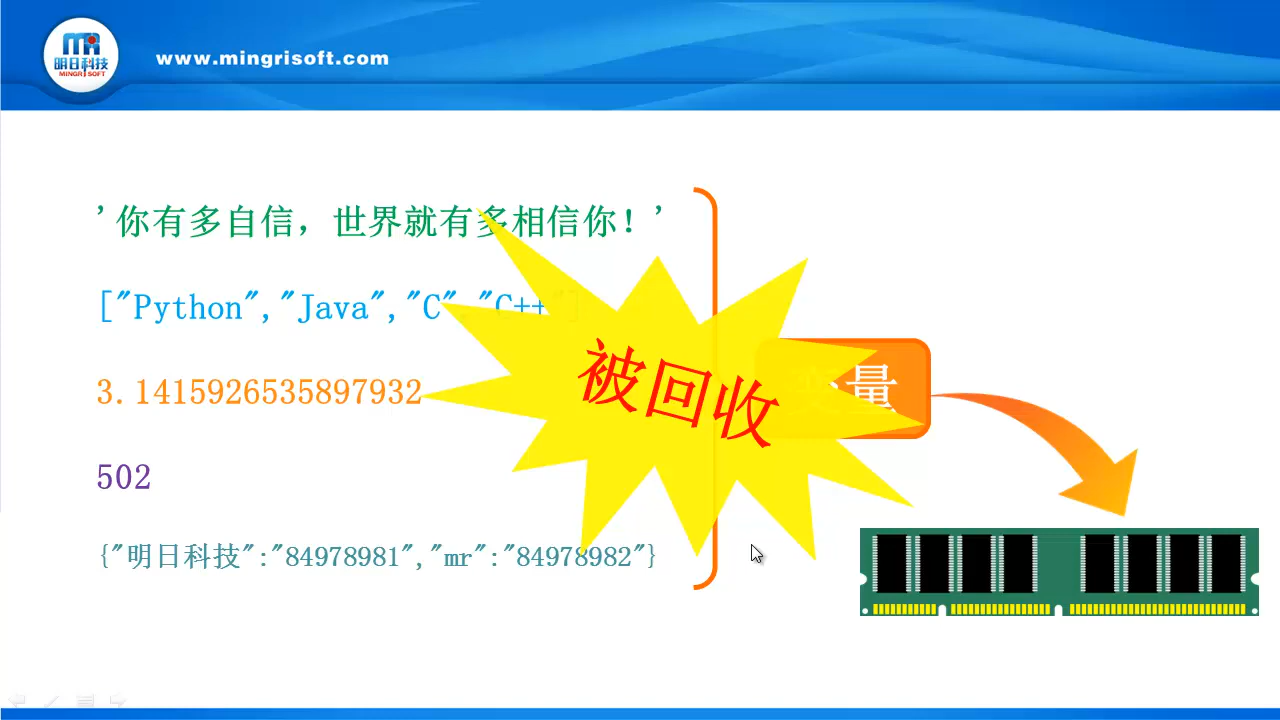 明日科技
MINGRISOFT
www.mingrisoft.com
'你有多自信，世界就有多相信你！'
["Python","Java","C","C++"]
3.1415926535897932
被回收
变量
502
{"明日科技":"84978981","mr":"84978982"}